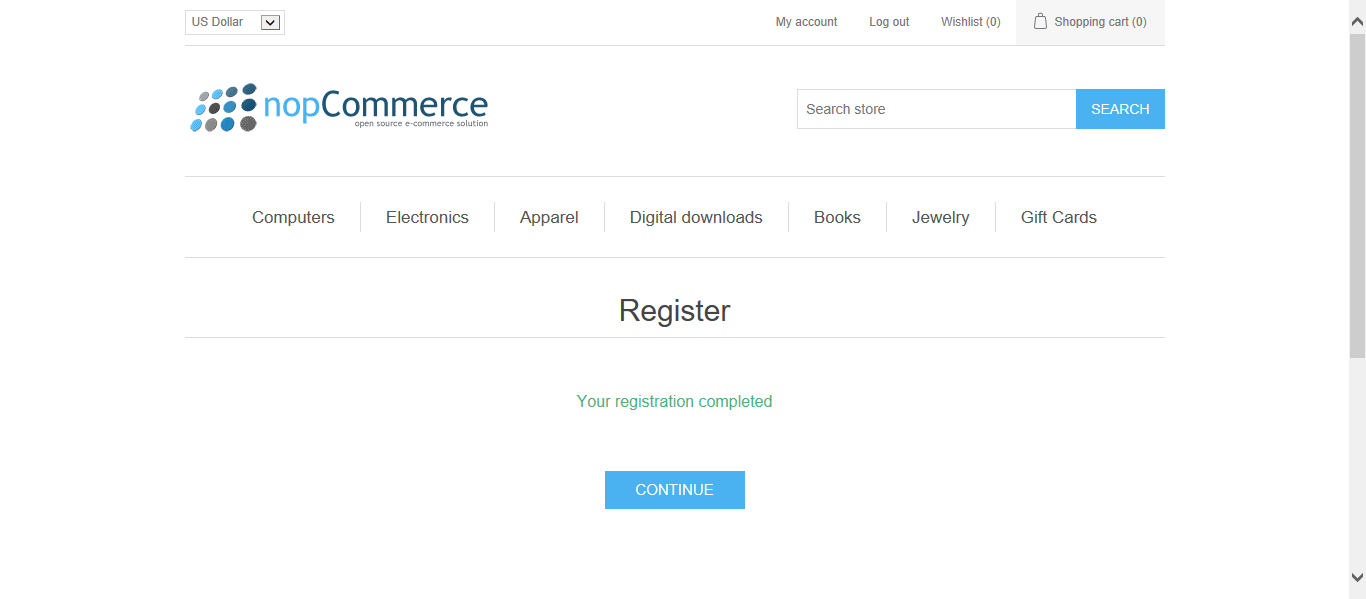 US Dollar
My account
Log out
Wishlist (0)
Shopping cart (0)
nopCommerce
open source e-commerce solution
Search store
SEARCH
Computers
Electronics
Apparel
Digital downloads
Books
Jewelry
Gift Cards
Register
Your registration completed
CONTINUE